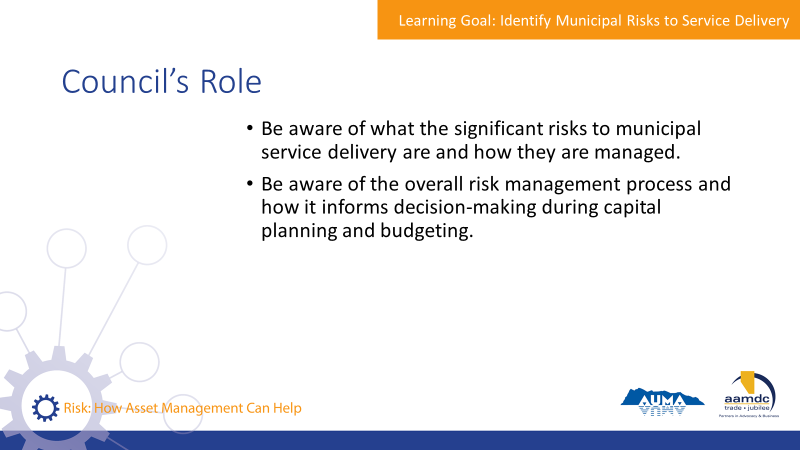 Learning Goal: Identify Municipal Risks to Service Delivery
Council's Role
• Be aware of what the significant risks to municipal
service delivery are and how they are managed.
• Be aware of the overall risk management process and
how it informs decision-making during capital
planning and budgeting.
Risk: How Asset Management Can Help
AUMA
aamdc
trade • jubilee
Partners in Advocacy & Business